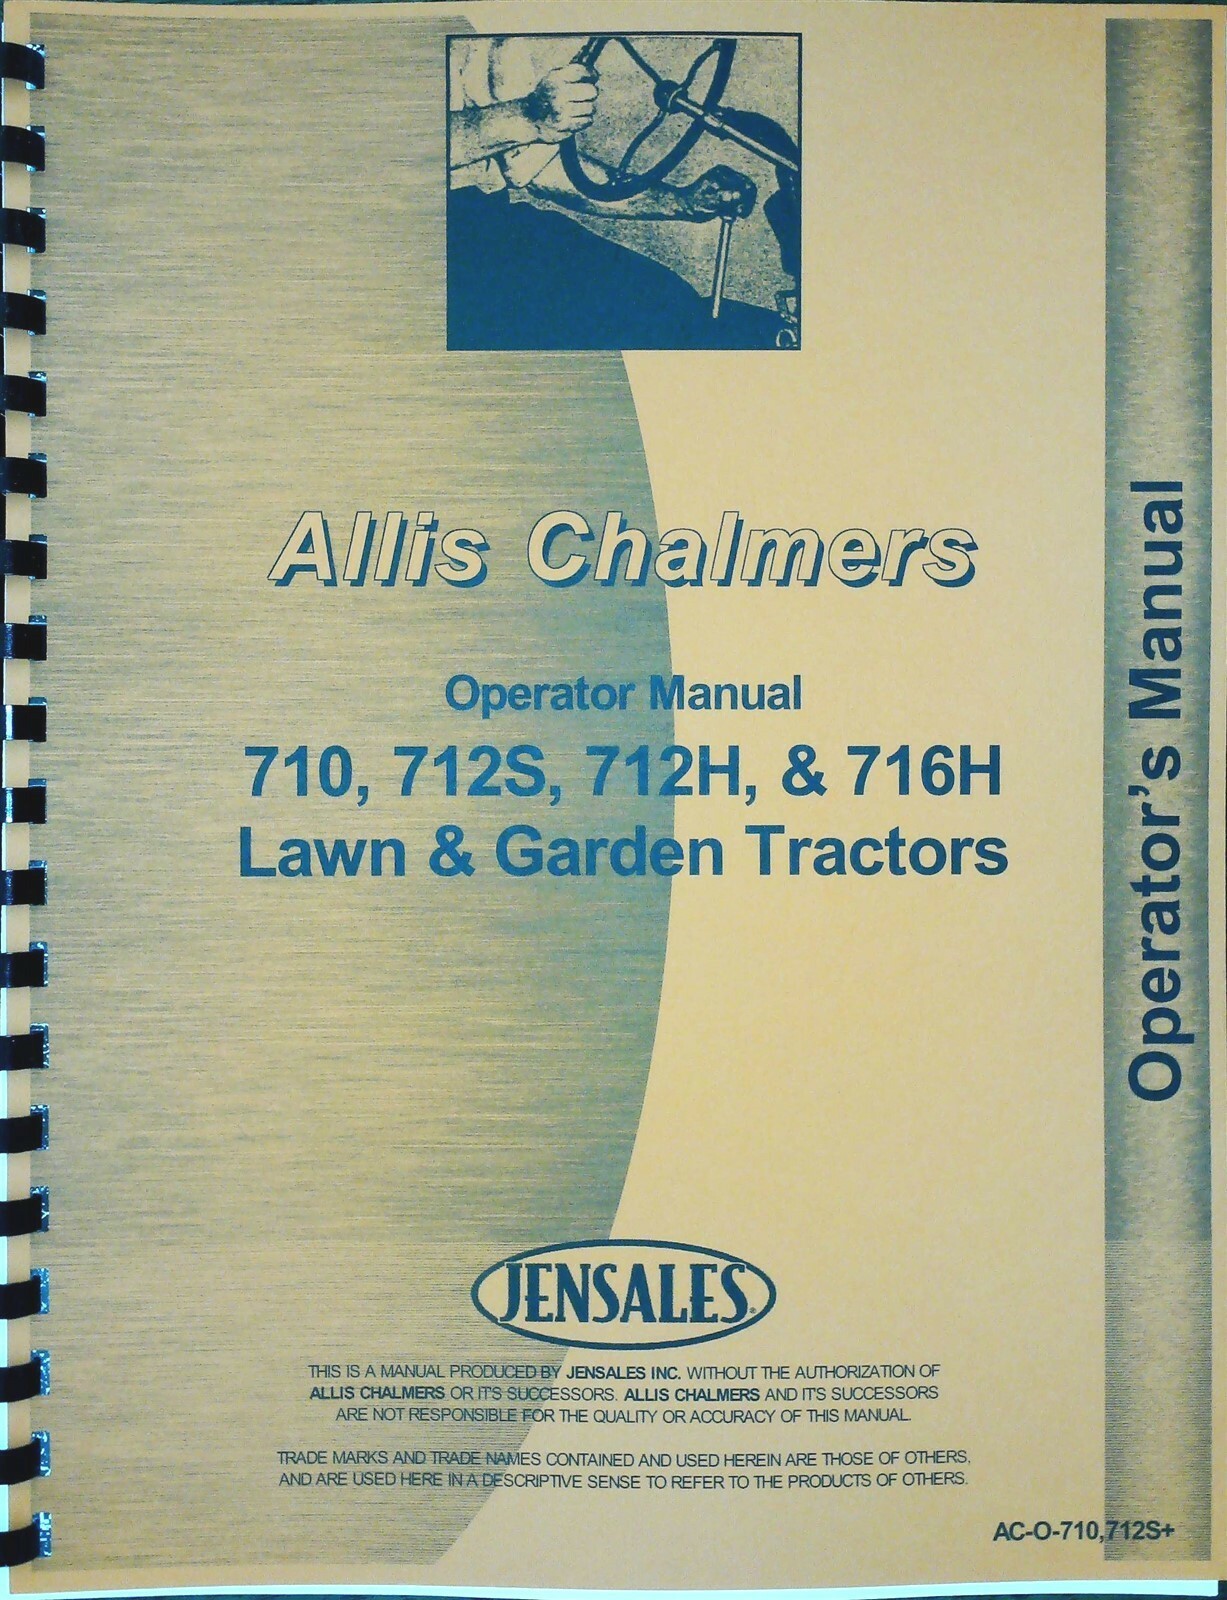 Allis Chalmers
Operator Manual
710, 712S, 712H, & 716H
Lawn & Garden Tractors
Operator's Manual
JENSALES®
THIS IS A MANUAL PRODUCED BY JENSALES INC. WITHOUT THE AUTHORIZATION OF
ALLIS CHALMERS OR IT'S SUCCESSORS. ALLIS CHALMERS AND IT'S SUCCESSORS
ARE NOT RESPONSIBLE FOR THE QUALITY OR ACCURACY OF THIS MANUAL.
TRADE MARKS AND TRADE NAMES CONTAINED AND USED HEREIN ARE THOSE OF OTHERS,
AND ARE USED HERE IN A DESCRIPTIVE SENSE TO REFER TO THE PRODUCTS OF OTHERS.
AC-O-710,712S+